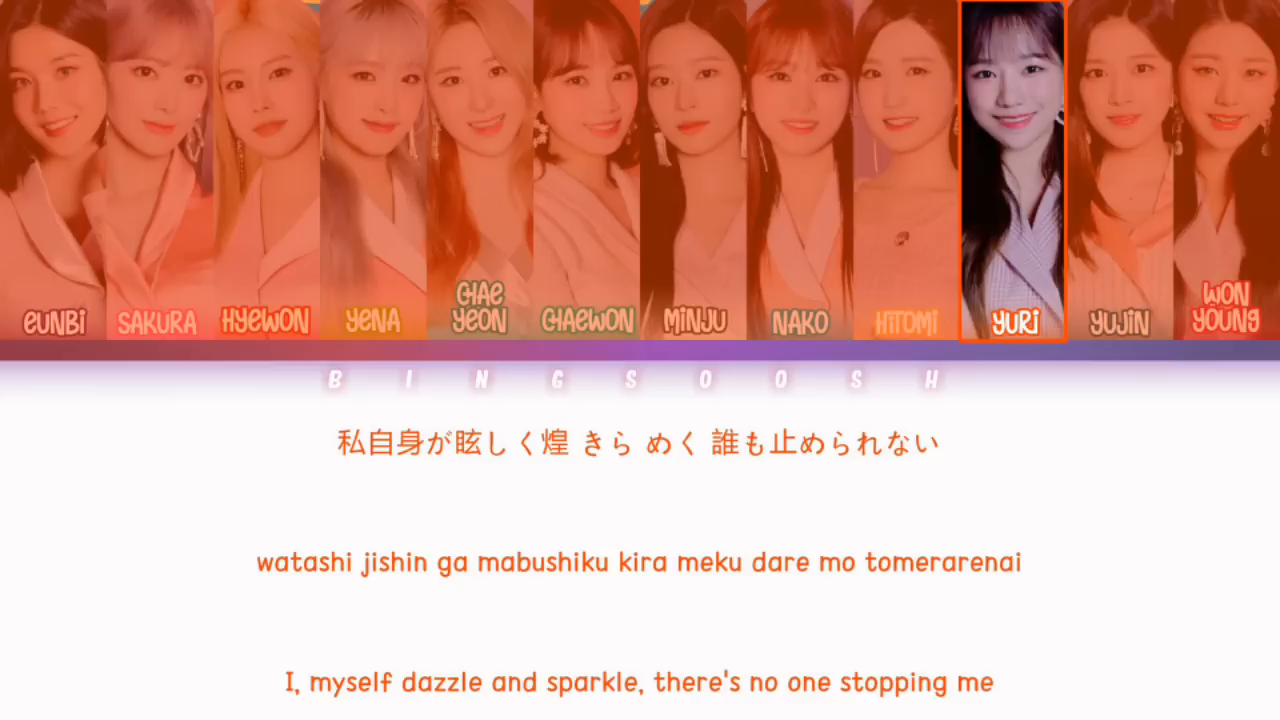 EUNBI SAKURA HYEWON YENA CHAE YEON CHAEWON MINJU NAKO HITOMI YURI YUJIN WON YOUNG
BINGSOOSH
私自身が眩しく煌 きら めく 誰も止められない
watashi jishin ga mabushiku kira meku dare mo tomerarenai
I, myself dazzle and sparkle, there's no one stopping me